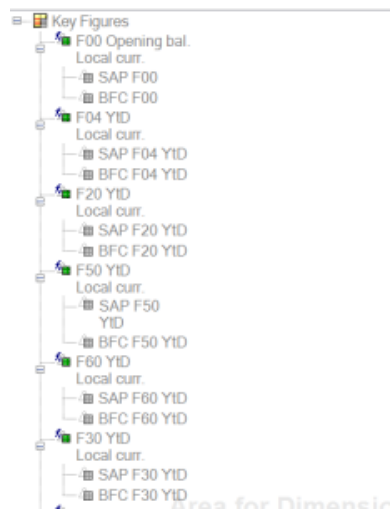 Key Figures
F00 Opening bal.
Local curr.
SAP F00
BFC F00
F04 YtD
Local curr.
SAP F04 YtD
BFC F04 YtD
F20 YtD
Local curr.
SAP F20 YtD
BFC F20 YtD
F50 YtD
Local curr.
SAP F50
YtD
BFC F50 YtD
F60 YtD
Local curr.
SAP F60 YtD
BFC F60 YtD
F30 YtD
Local curr.
SAP F30 YtD
BFC F30 YtD
Area for Dimensio